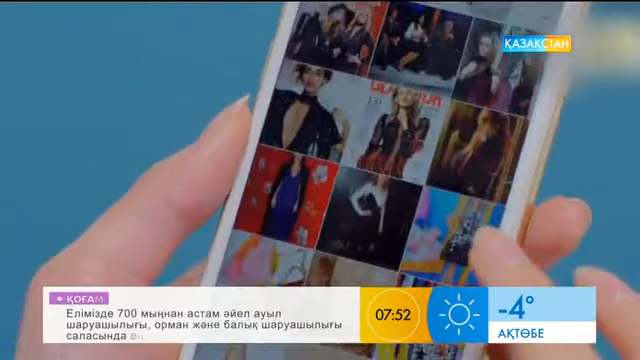 ҚАЗАҚСТАН
ҚОҒАМ
Елімізде 700 мыңнан астам әйел ауыл
шаруашылығы, орман және балық шаруашылығы
саласында
07:52
-4°
АҚТӨБЕ